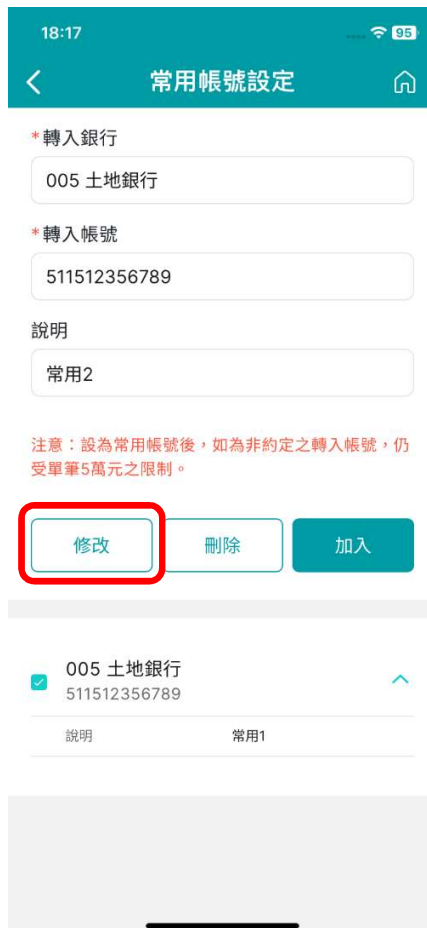 18:17
95
常用帳號設定
*轉入銀行
005 土地銀行
*轉入帳號
511512356789
說明
常用2
注意：設為常用帳號後，如為非約定之轉入帳號，仍
受單筆5萬元之限制。
修改
刪除
加入
005 土地銀行
511512356789
說明 常用1